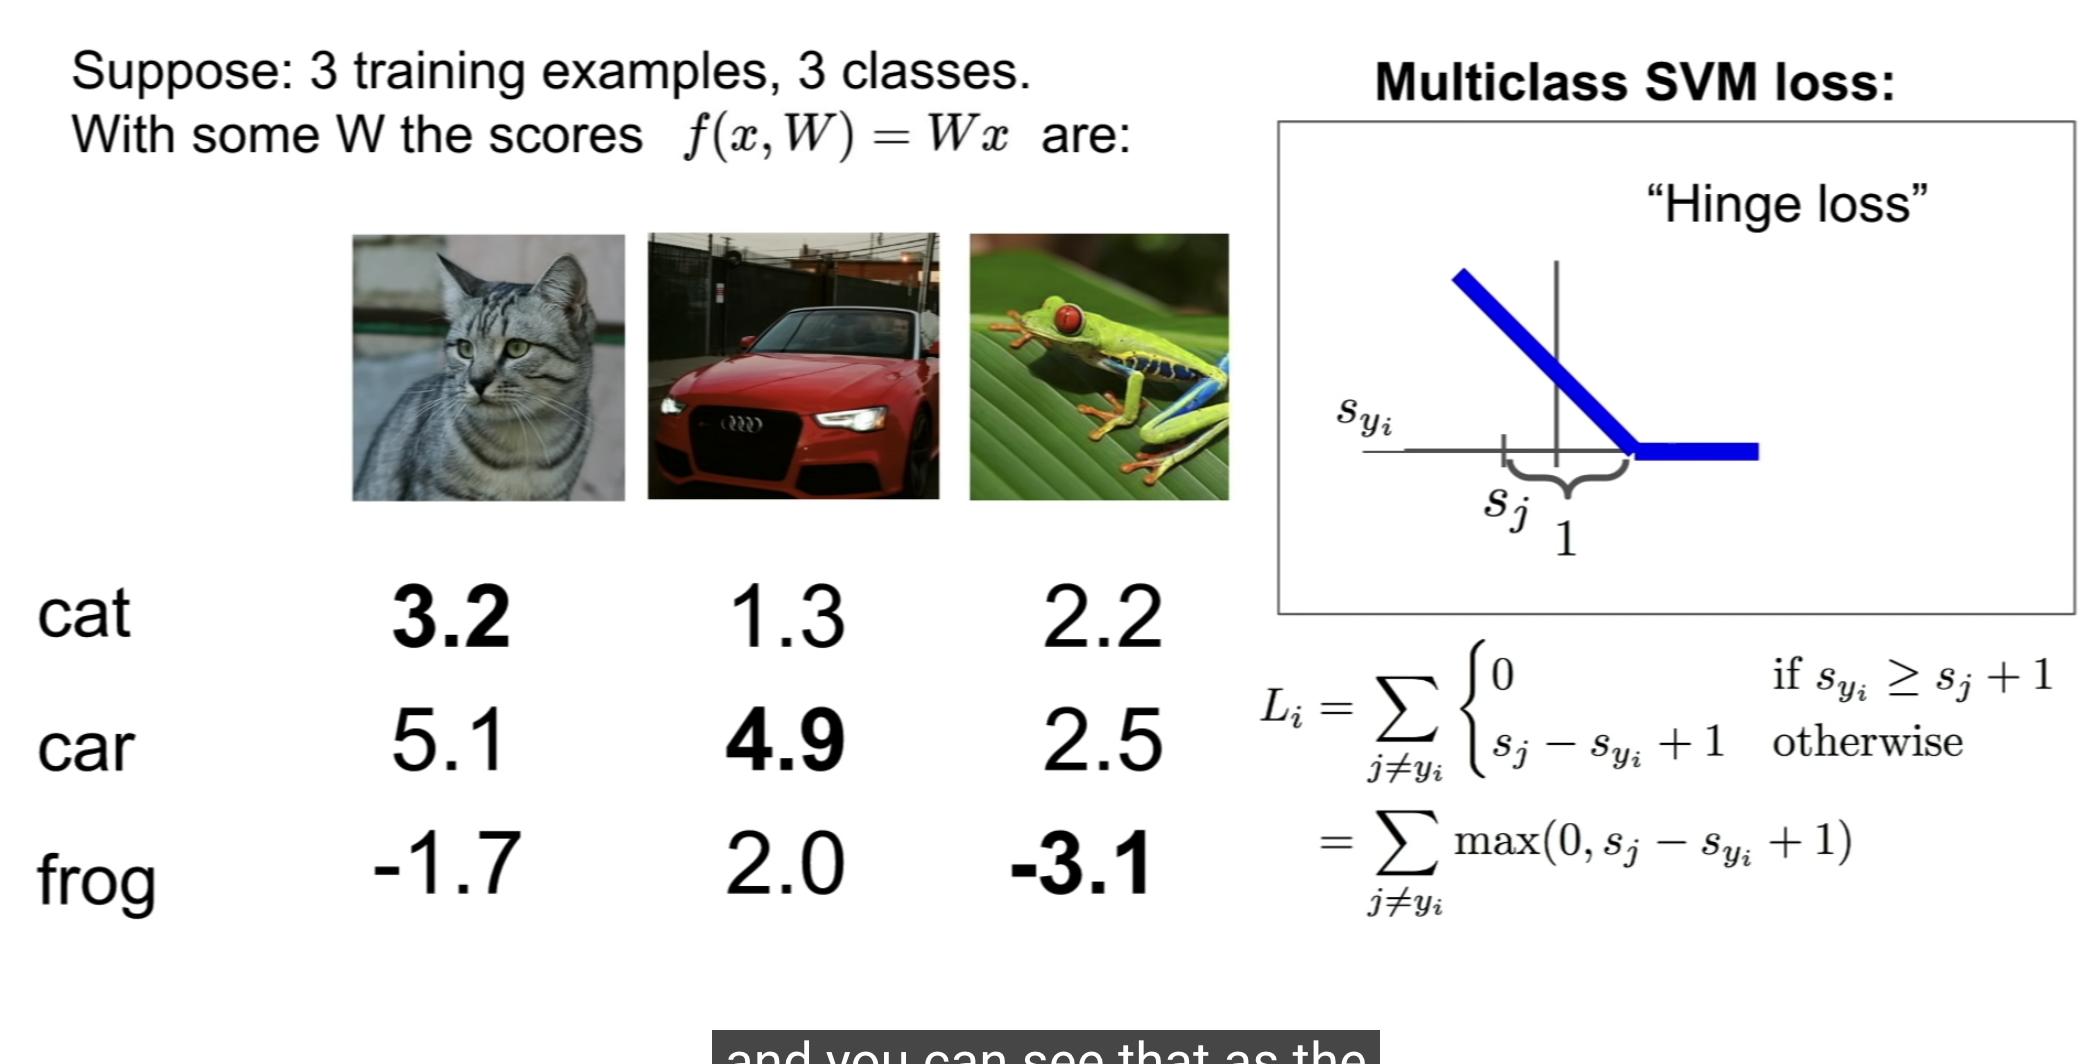 Suppose: 3 training examples, 3 classes.
With some W the scores f(x, W) = Wx are:
cat 3.2 1.3 2.2
car 5.1 4.9 2.5
frog -1.7 2.0 -3.1
Multiclass SVM loss:
“Hinge loss”
s_{y_i}
s_j
1
L_i = \sum_{j \neq y_i} \begin{cases} 0 & \text{if } s_{y_i} \geq s_j + 1 \\ s_j - s_{y_i} + 1 & \text{otherwise} \end{cases}
= \sum_{j \neq y_i} \max(0, s_j - s_{y_i} + 1)
and you can see that as the